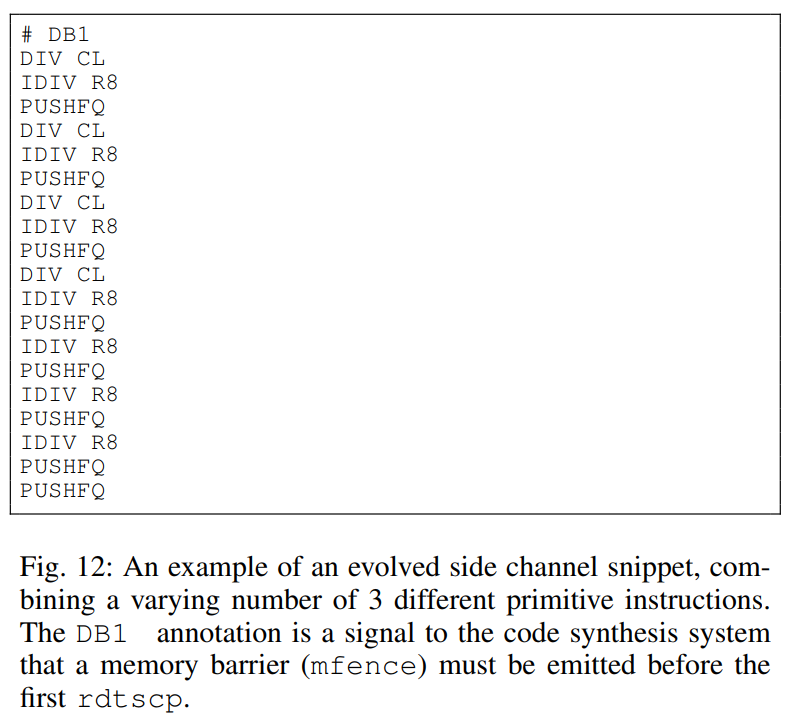 # DB1
DIV CL
IDIV R8
PUSHFQ
DIV CL
IDIV R8
PUSHFQ
DIV CL
IDIV R8
PUSHFQ
DIV CL
IDIV R8
PUSHFQ
IDIV R8
PUSHFQ
IDIV R8
PUSHFQ
IDIV R8
PUSHFQ
PUSHFQ
Fig. 12: An example of an evolved side channel snippet, com-
bining a varying number of 3 different primitive instructions.
The DB1 annotation is a signal to the code synthesis system
that a memory barrier (mfence) must be emitted before the
first rdtscp.